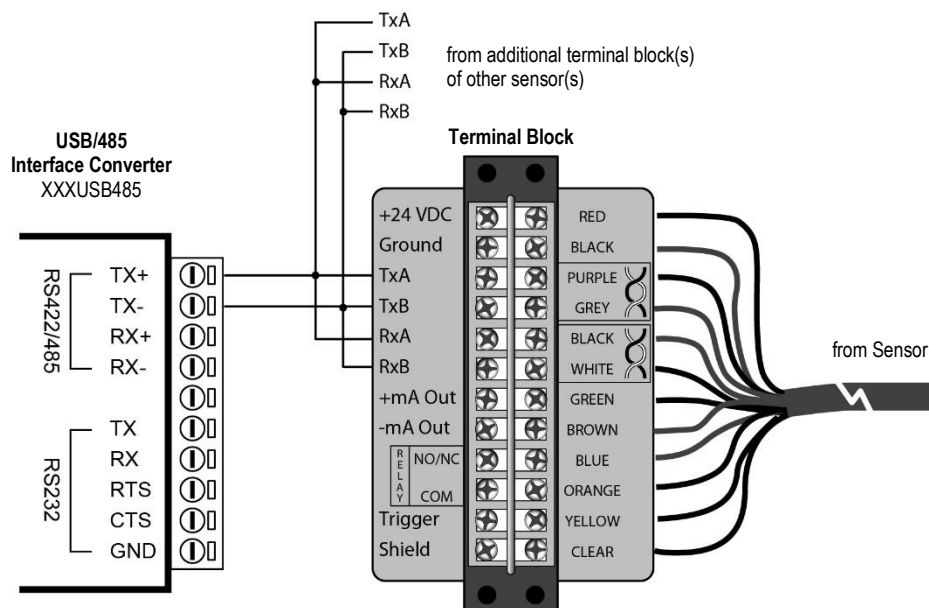 TxA
TxB
RxA
RxB
from additional terminal block(s)
of other sensor(s)
USB/485
Interface Converter
XXXUSB485
Terminal Block
RS422/485
TX+
TX-
RX+
RX-
RS232
TX
RX
RTS
CTS
GND
+24 VDC
Ground
TxA
TxB
RxA
RxB
+mA Out
-mA Out
RELAY
NO/NC
COM
Trigger
Shield
RED
BLACK
PURPLE
GREY
BLACK
WHITE
GREEN
BROWN
BLUE
ORANGE
YELLOW
CLEAR
from Sensor